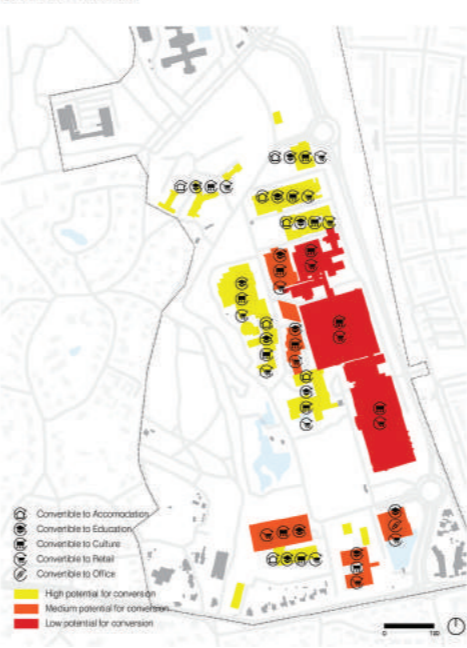 Convertible to Accomodation
Convertible to Education
Convertible to Culture
Convertible to Retail
Convertible to Office
High potential for conversion
Medium potential for conversion
Low potential for conversion
0